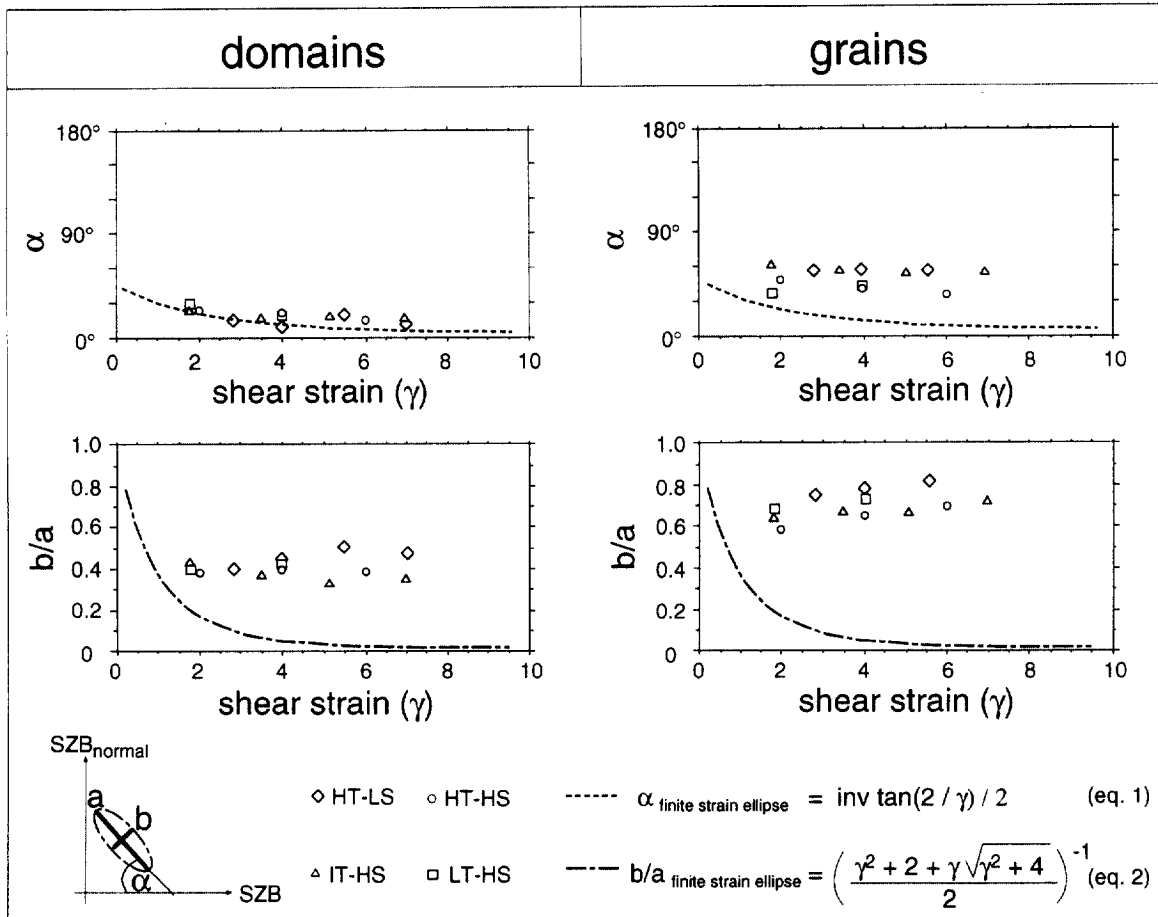 domains
grains
180°
90°
0°
α
0 2 4 6 8 10
shear strain (γ)
180°
90°
0°
α
0 2 4 6 8 10
shear strain (γ)
1.0
0.8
0.6
0.4
0.2
0
b/a
0 2 4 6 8 10
shear strain (γ)
1.0
0.8
0.6
0.4
0.2
0
b/a
0 2 4 6 8 10
shear strain (γ)
SZBnormal
a
b
α
SZB
HT-LS
HT-HS
IT-HS
LT-HS
α finite strain ellipse = inv tan(2 / γ) / 2 (eq. 1)
b/a finite strain ellipse = ( (γ² + 2 + γ √(γ² + 4)) / 2 )⁻¹ (eq. 2)